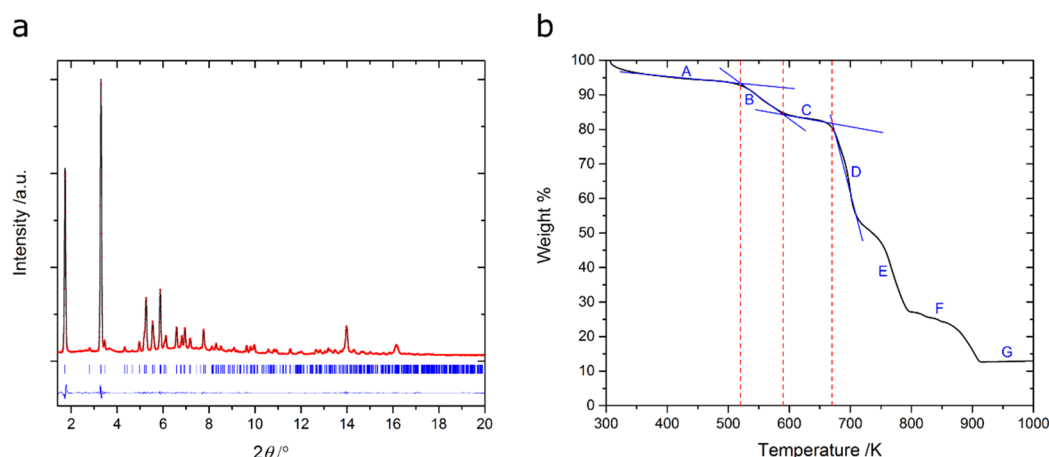 a
Intensity /a.u.
2 4 6 8 10 12 14 16 18 20
2θ/°
b
Weight %
100
90
80
70
60
50
40
30
20
10
0
A
B
C
D
E
F
G
300 400 500 600 700 800 900 1000
Temperature /K